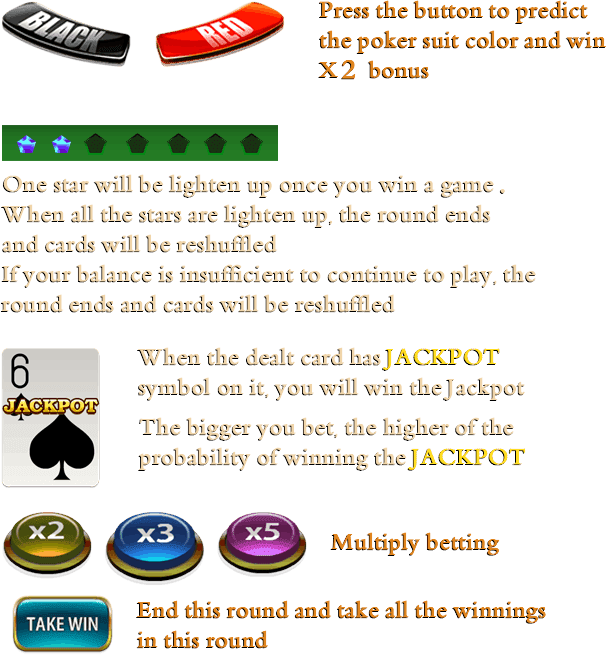 BLACK
RED
Press the button to predict
the poker suit color and win
X2 bonus
One star will be lighten up once you win a game .
When all the stars are lighten up, the round ends
and cards will be reshuffled
If your balance is insufficient to continue to play, the
round ends and cards will be reshuffled
6
JACKPOT
When the dealt card has JACKPOT
symbol on it, you will win the Jackpot
The bigger you bet, the higher of the
probability of winning the JACKPOT
x2
x3
x5
Multiply betting
TAKE WIN
End this round and take all the winnings
in this round